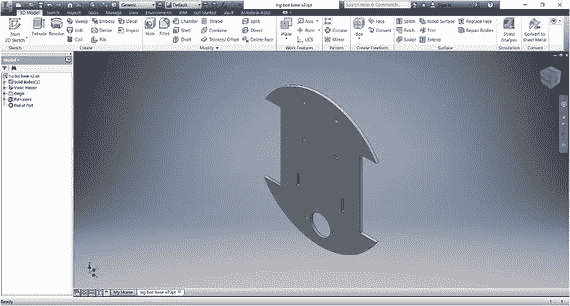 Generic Default ing bot base v2.ipt Search Help & Commands... Sign In
3D Model Sketch Inspect Tools Manage View Environments BIM Get Started Vault Autodesk A360
Start
2D Sketch
Extrude Revolve
Sweep Emboss Decal
Loft Derive Import
Coil Rib
Hole Fillet
Chamfer Thread Split
Shell Combine Direct
Draft Thicken/ Offset Delete Face
Plane
Axis
Point
UCS
Mirror
Box
Face
Convert
Stitch Ruled Surface Replace Face
Patch Trim Repair Bodies
Sculpt Extend
Stress
Analysis
Convert to
Sheet Metal
Sketch Create Modify Work Features Pattern Create Freeform Surface Simulation Convert
Model
ing bot base v2.ipt
Solid Bodies(1)
View: Master
Origin
Extrusion1
End of Part
My Home ing bot base v2.ipt
Ready